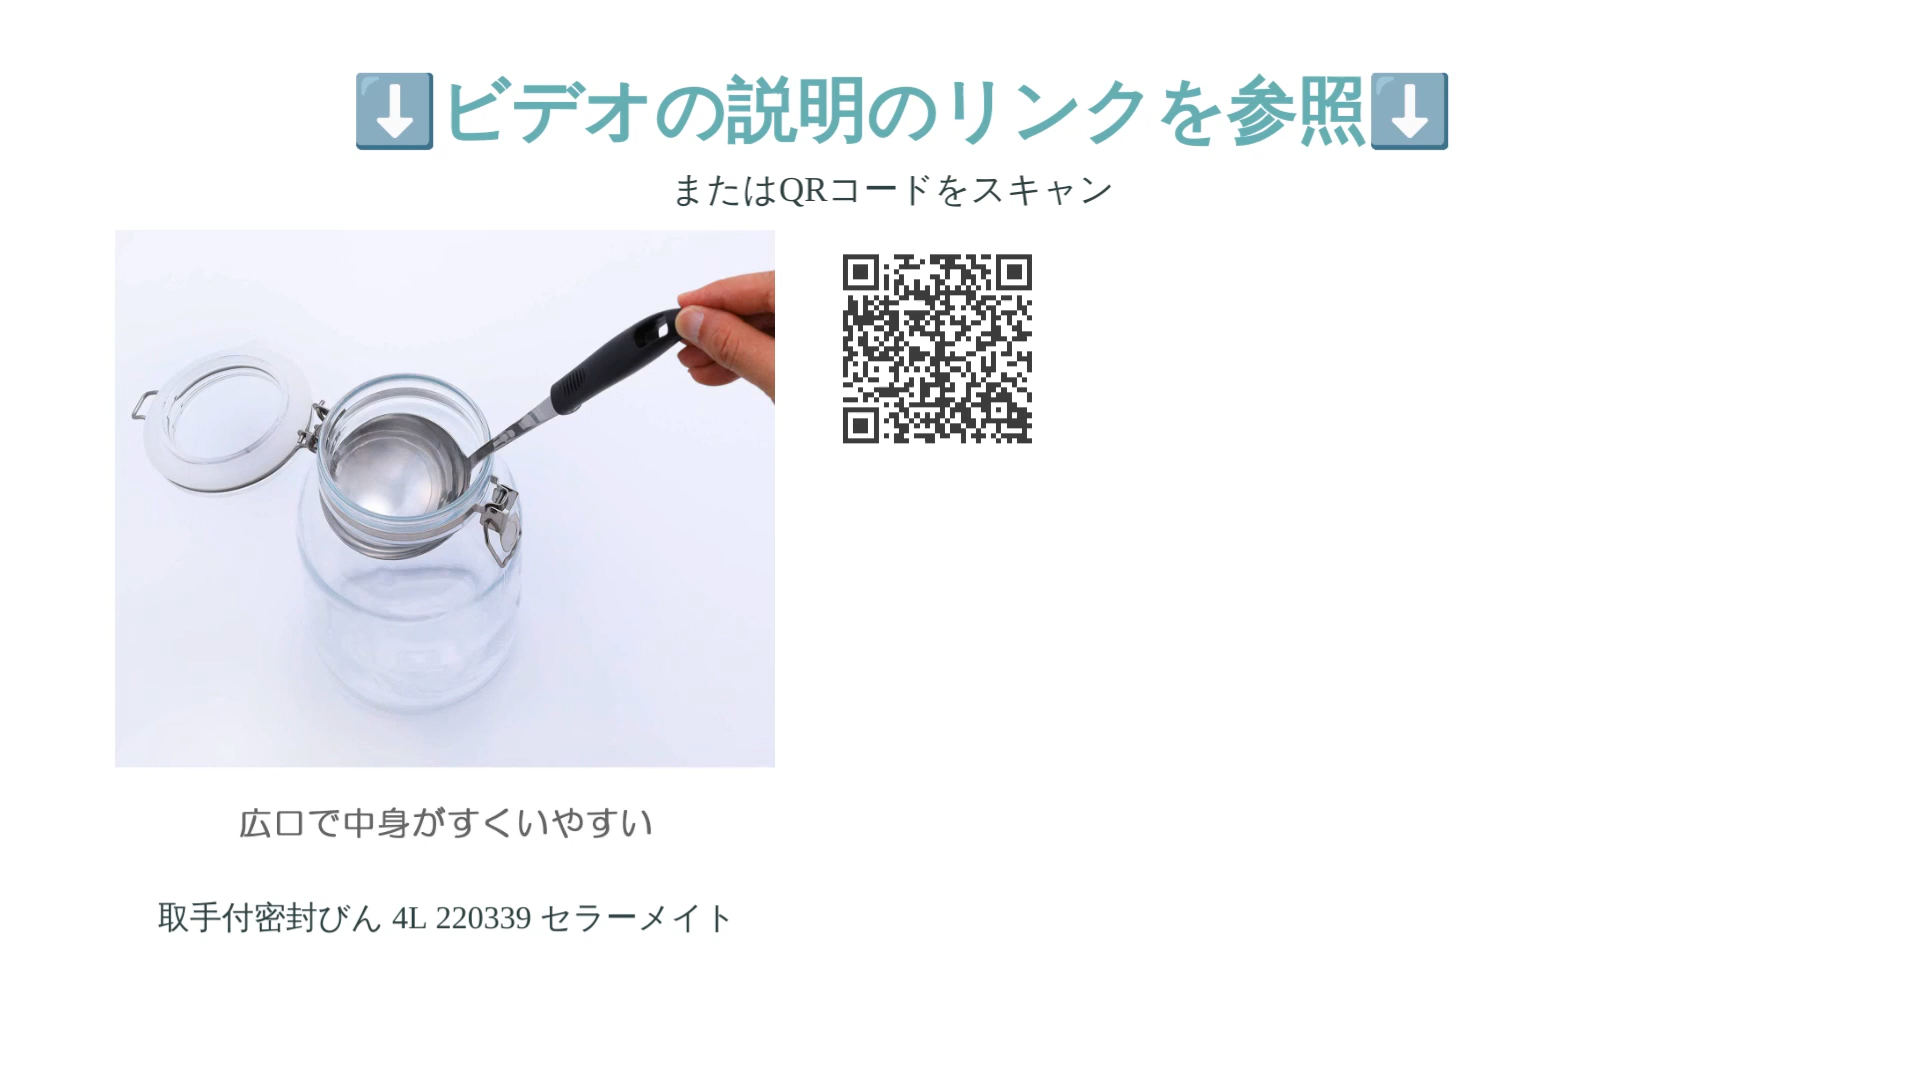 ⬇️ビデオの説明のリンクを参照⬇️
またはQRコードをスキャン
広口で中身がすくいやすい
取手付密封びん 4L 220339 セラーメイト